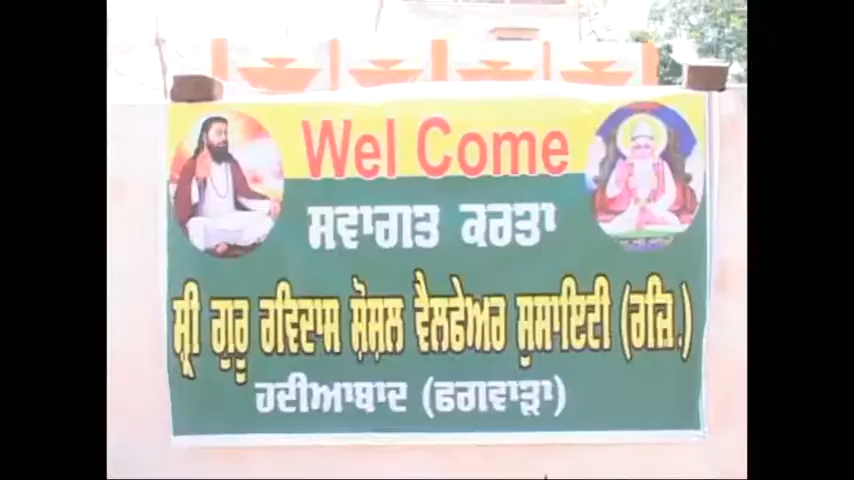 Wel Come
ਸਵਾਗਤ ਕਰਤਾ
ਸ੍ਰੀ ਗੁਰੂ ਰਵਿਦਾਸ ਸ਼ੋਸ਼ਲ ਵੈਲਫੇਅਰ ਸੁਸਾਇਟੀ (ਰਜਿ.)
ਹਦੀਆਬਾਦ (ਫਗਵਾੜਾ)